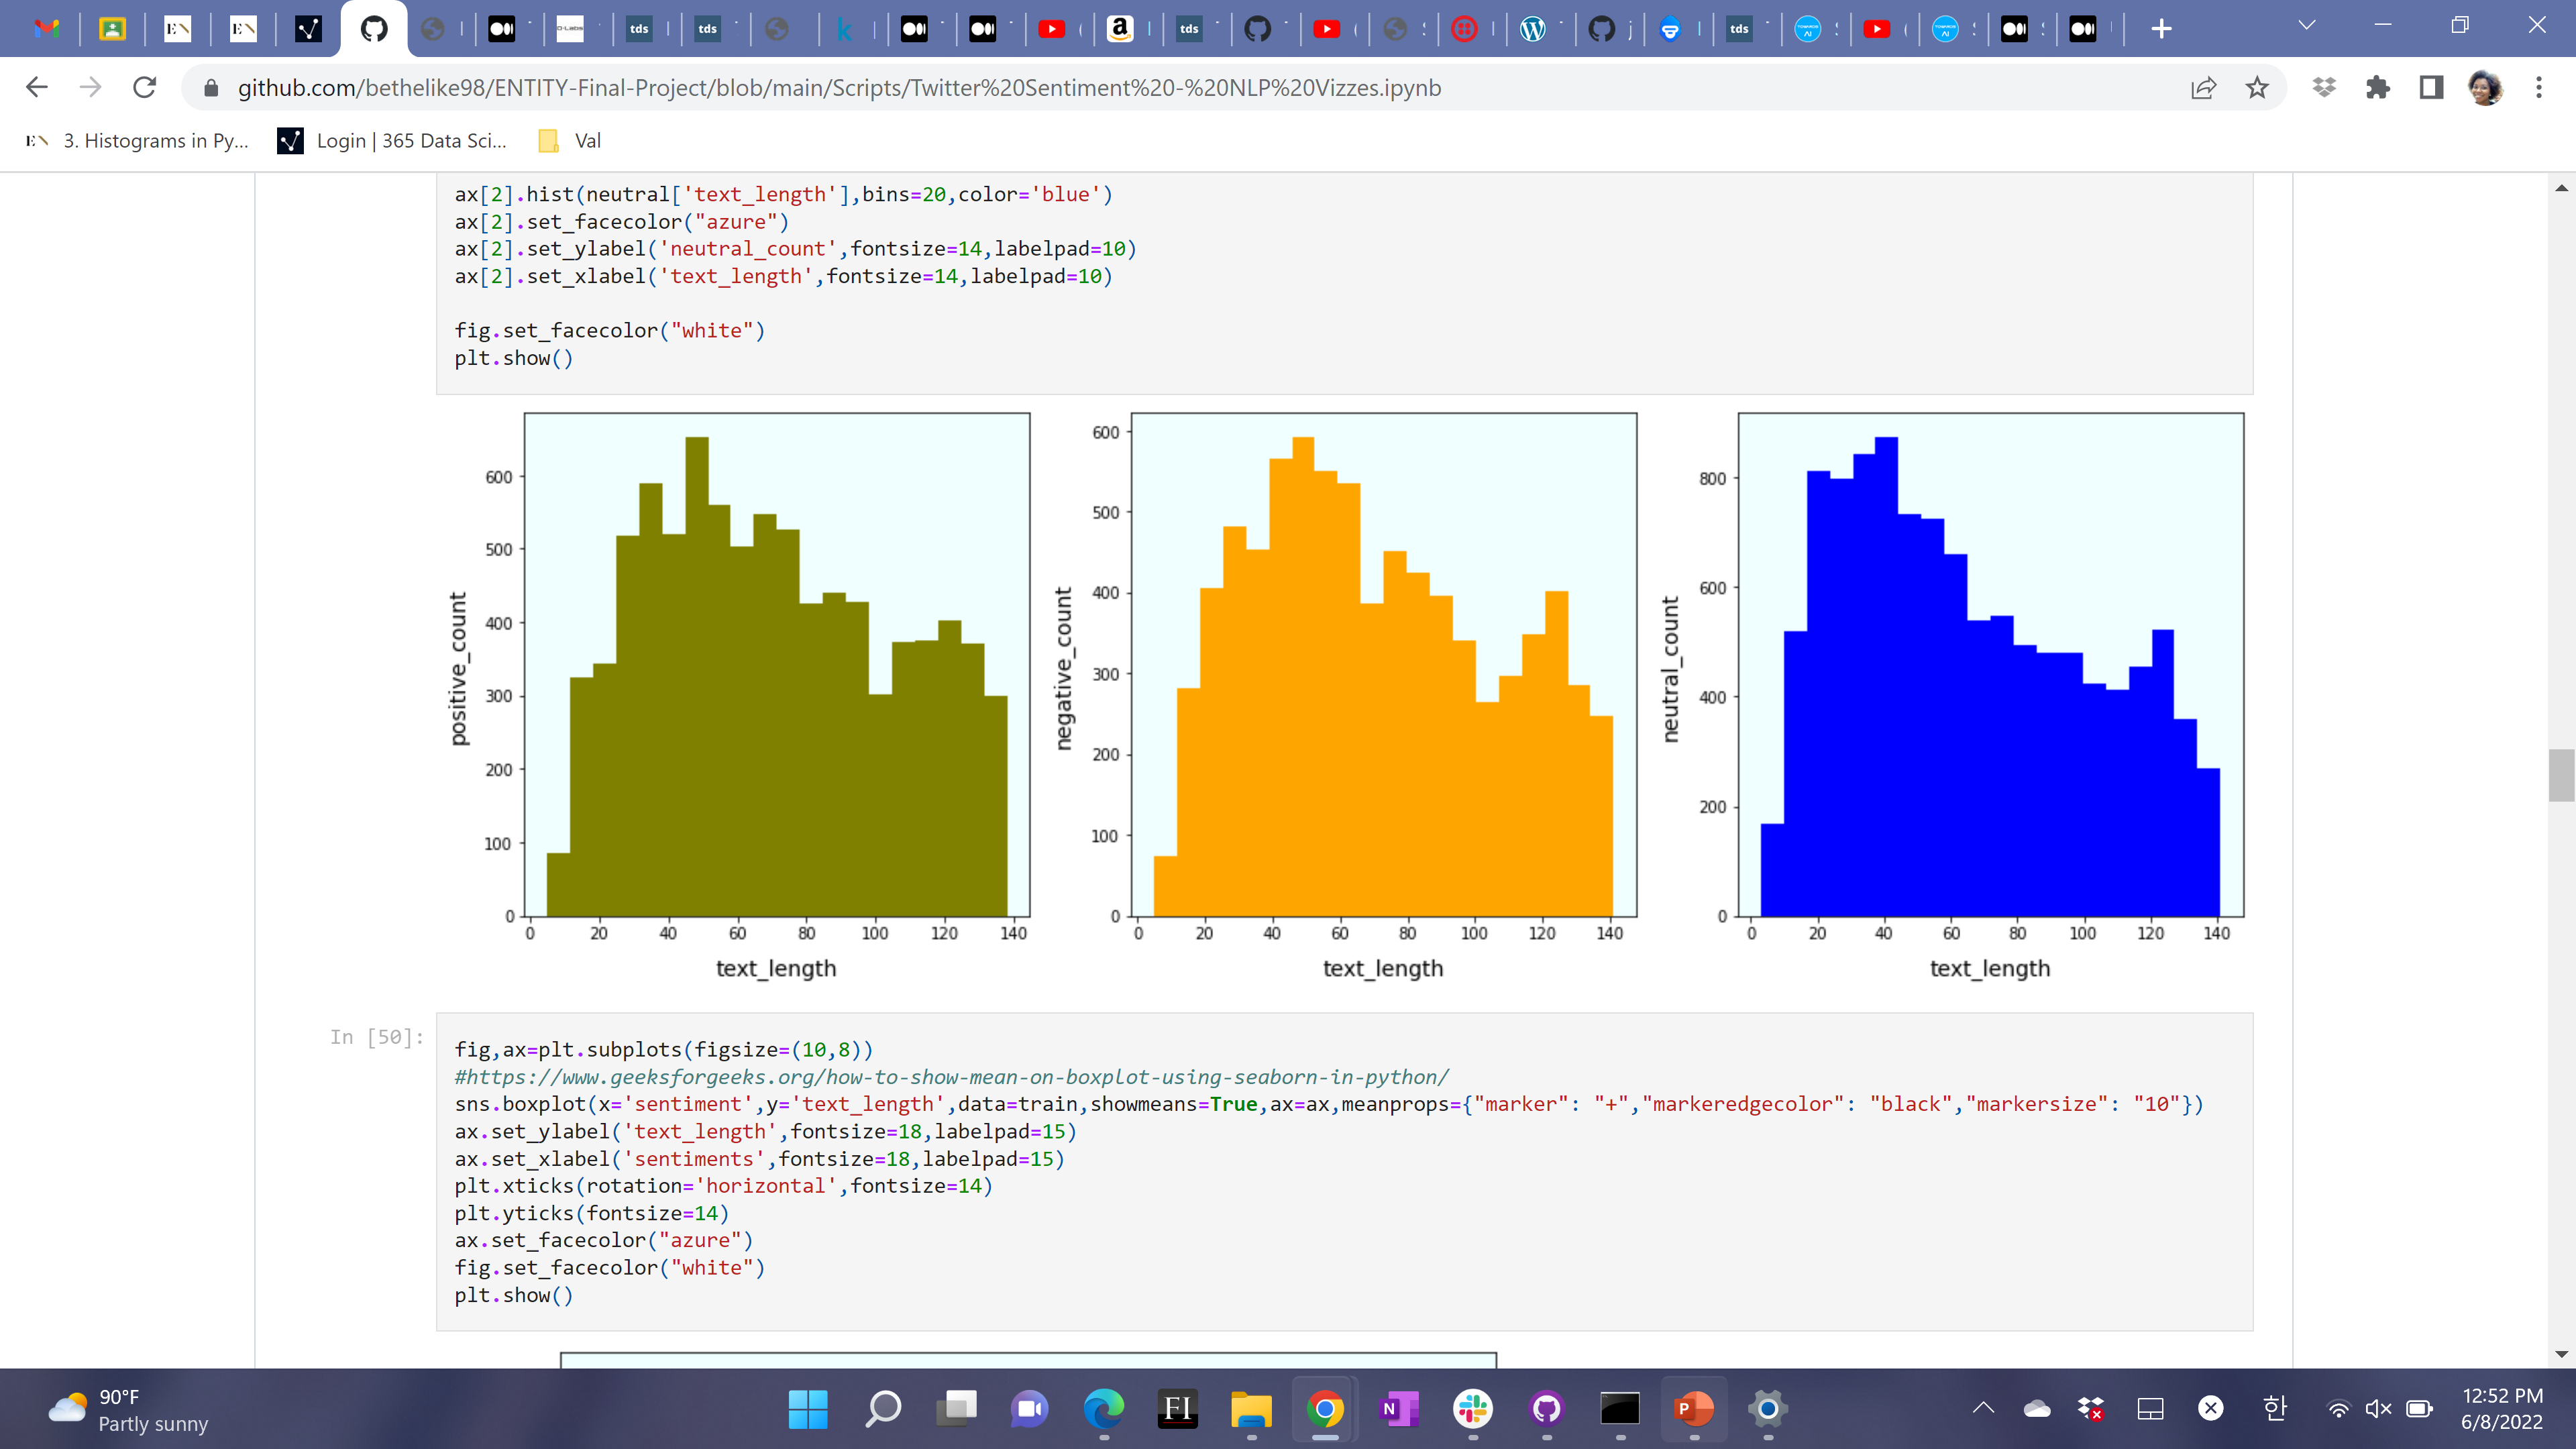 tds
tds
tds
tds
github.com/bethelike98/ENTITY-Final-Project/blob/main/Scripts/Twitter%20Sentiment%20-%20NLP%20Vizzes.ipynb
3. Histograms in Py...
Login | 365 Data Sci...
Val
ax[2].hist(neutral['text_length'],bins=20,color='blue')
ax[2].set_facecolor("azure")
ax[2].set_ylabel('neutral_count',fontsize=14,labelpad=10)
ax[2].set_xlabel('text_length',fontsize=14,labelpad=10)
fig.set_facecolor("white")
plt.show()
positive_count
600
500
400
300
200
100
0
0 20 40 60 80 100 120 140
text_length
negative_count
600
500
400
300
200
100
0
0 20 40 60 80 100 120 140
text_length
neutral_count
800
600
400
200
0
0 20 40 60 80 100 120 140
text_length
In [50]:
fig,ax=plt.subplots(figsize=(10,8))
#https://www.geeksforgeeks.org/how-to-show-mean-on-boxplot-using-seaborn-in-python/
sns.boxplot(x='sentiment',y='text_length',data=train,showmeans=True,ax=ax,meanprops={"marker": "+","markeredgecolor": "black","markersize": "10"})
ax.set_ylabel('text_length',fontsize=18,labelpad=15)
ax.set_xlabel('sentiments',fontsize=18,labelpad=15)
plt.xticks(rotation='horizontal',fontsize=14)
plt.yticks(fontsize=14)
ax.set_facecolor("azure")
fig.set_facecolor("white")
plt.show()
90°F
Partly sunny
FI
한
12:52 PM
6/8/2022